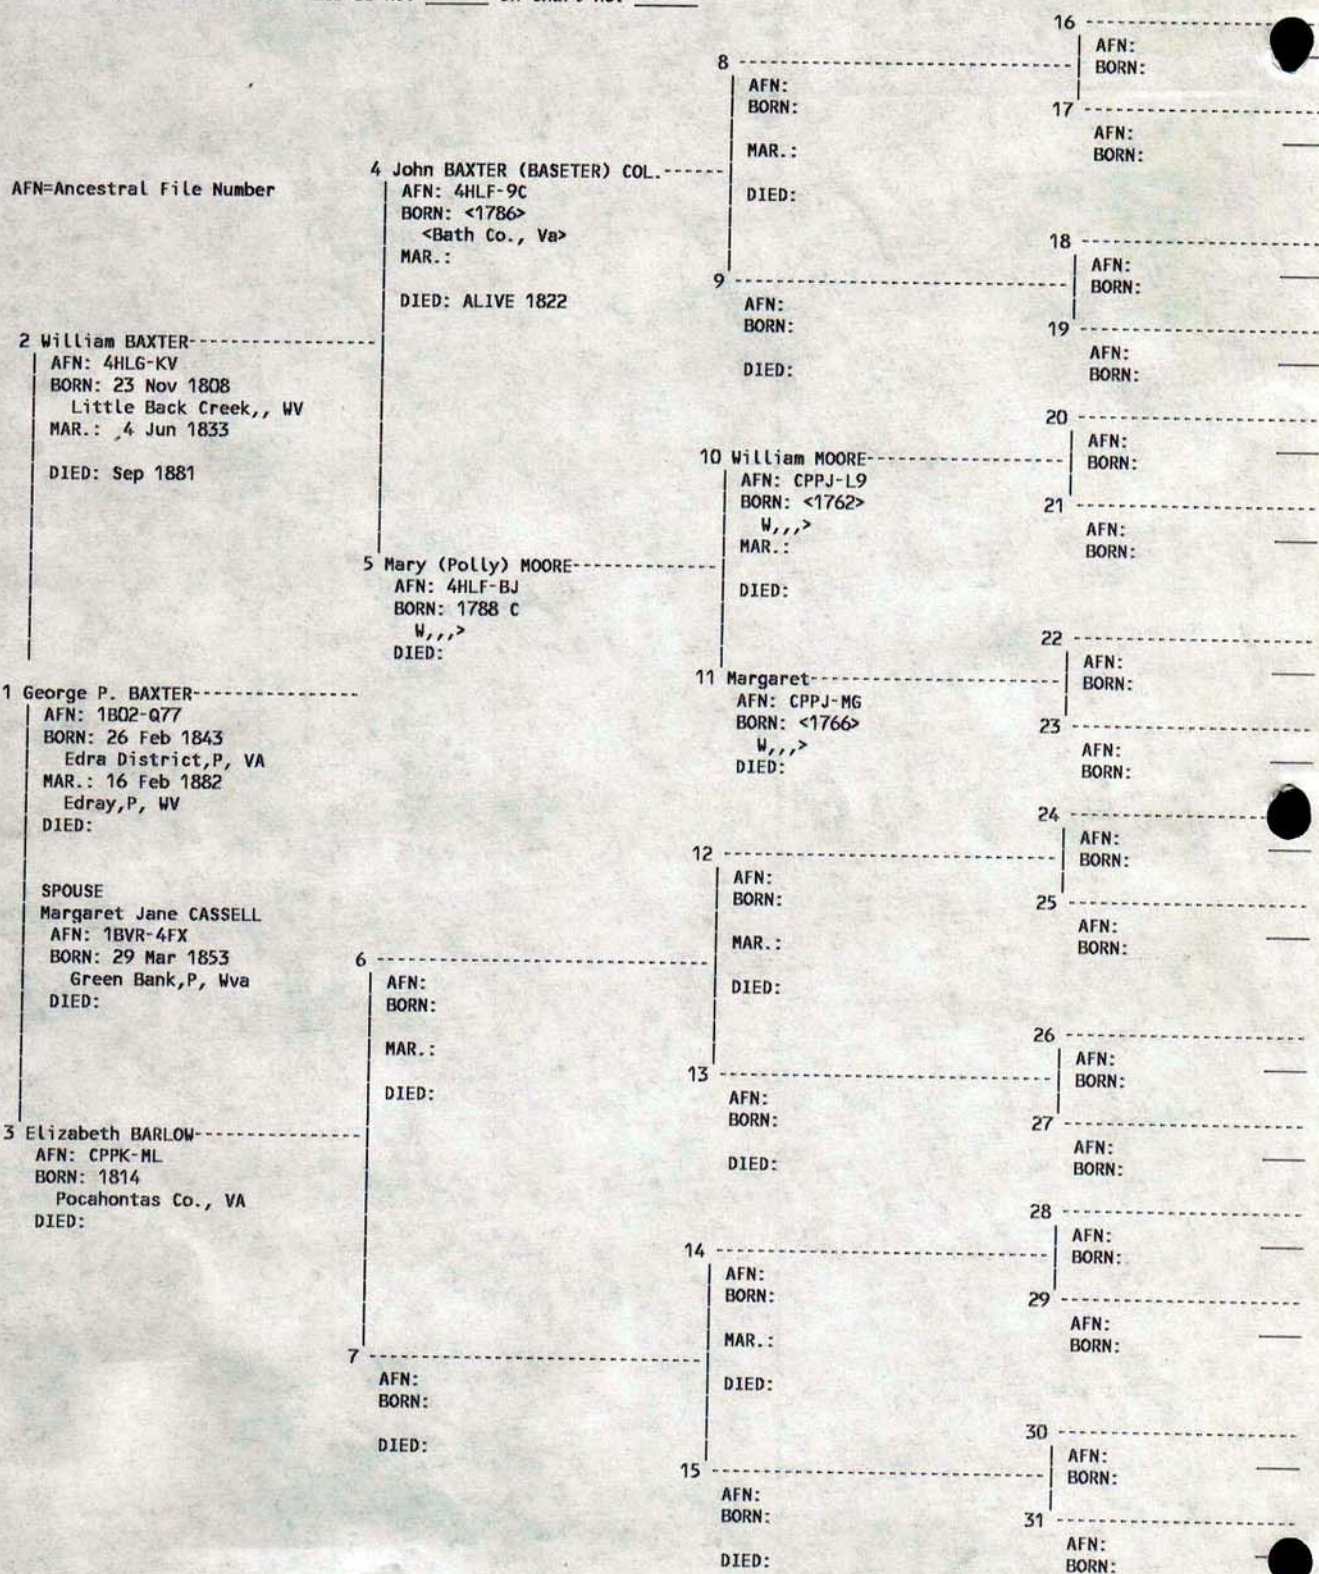 on chart no.
AFN=Ancestral File Number
1 George P. BAXTER
AFN: 1B02-Q77
BORN: 26 Feb 1843
Edra District,P, VA
MAR.: 16 Feb 1882
Edray,P, WV
DIED:
SPOUSE
Margaret Jane CASSELL
AFN: 1BVR-4FX
BORN: 29 Mar 1853
Green Bank,P, Wva
DIED:
2 William BAXTER
AFN: 4HLG-KV
BORN: 23 Nov 1808
Little Back Creek,, WV
MAR.: 4 Jun 1833
DIED: Sep 1881
3 Elizabeth BARLOW
AFN: CPPK-ML
BORN: 1814
Pocahontas Co., VA
DIED:
4 John BAXTER (BASETER) COL.
AFN: 4HLF-9C
BORN: <1786>
<Bath Co., Va>
MAR.:
DIED: ALIVE 1822
5 Mary (Polly) MOORE
AFN: 4HLF-BJ
BORN: 1788 C
W,,,>
DIED:
6
AFN:
BORN:
MAR.:
DIED:
7
AFN:
BORN:
DIED:
8
AFN:
BORN:
MAR.:
DIED:
9
AFN:
BORN:
DIED:
10 William MOORE
AFN: CPPJ-L9
BORN: <1762>
W,,,>
MAR.:
DIED:
11 Margaret
AFN: CPPJ-MG
BORN: <1766>
W,,,>
DIED:
12
AFN:
BORN:
MAR.:
DIED:
13
AFN:
BORN:
DIED:
14
AFN:
BORN:
MAR.:
DIED:
15
AFN:
BORN:
DIED:
16
AFN:
BORN:
17
AFN:
BORN:
18
AFN:
BORN:
19
AFN:
BORN:
20
AFN:
BORN:
21
AFN:
BORN:
22
AFN:
BORN:
23
AFN:
BORN:
24
AFN:
BORN:
25
AFN:
BORN:
26
AFN:
BORN:
27
AFN:
BORN:
28
AFN:
BORN:
29
AFN:
BORN:
30
AFN:
BORN:
31
AFN:
BORN: